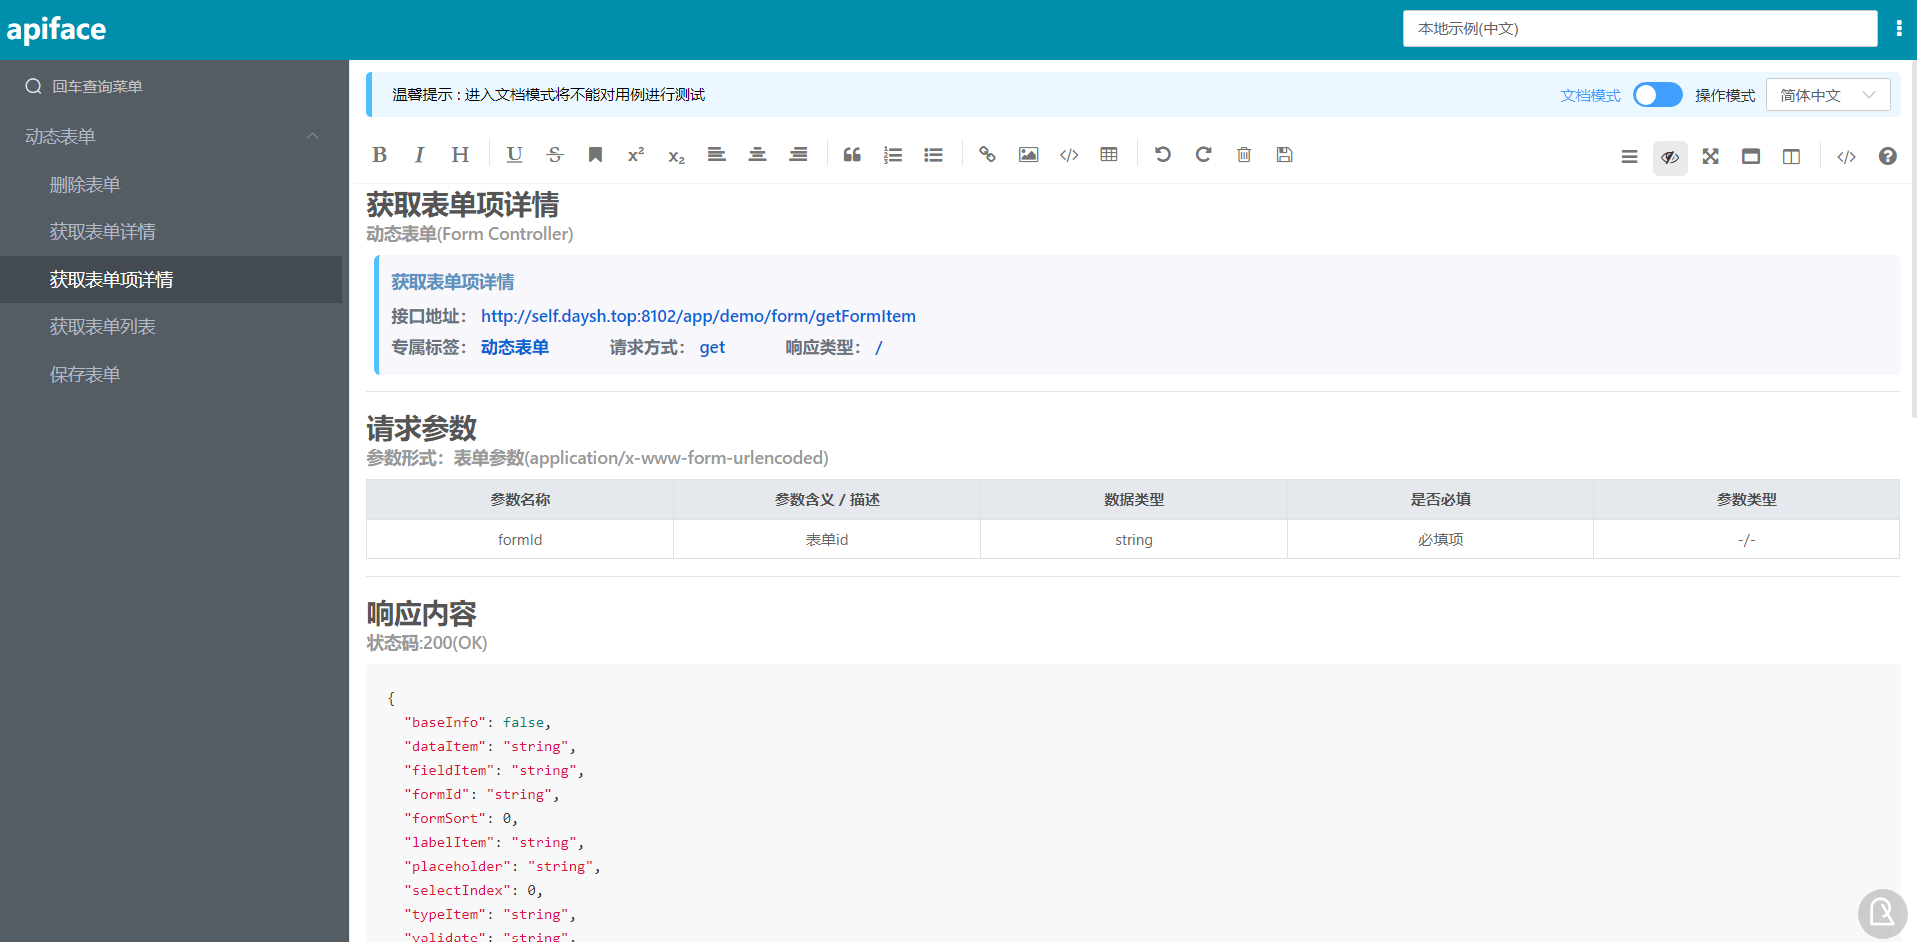 apiface
本地示例(中文)
回车查询菜单
动态表单
删除表单
获取表单详情
获取表单项详情
获取表单列表
保存表单
温馨提示 : 进入文档模式将不能对用例进行测试
文档模式 操作模式 简体中文
获取表单项详情
动态表单(Form Controller)
获取表单项详情
接口地址： http://self.daysh.top:8102/app/demo/form/getFormItem
专属标签： 动态表单 请求方式： get 响应类型： /
请求参数
参数形式：表单参数(application/x-www-form-urlencoded)
参数名称 参数含义 / 描述 数据类型 是否必填 参数类型
formId 表单id string 必填项 -/-
响应内容
状态码:200(OK)
{
"baseInfo": false,
"dataItem": "string",
"fieldItem": "string",
"formId": "string",
"formSort": 0,
"labelItem": "string",
"placeholder": "string",
"selectIndex": 0,
"typeItem": "string",
"validate": "string",